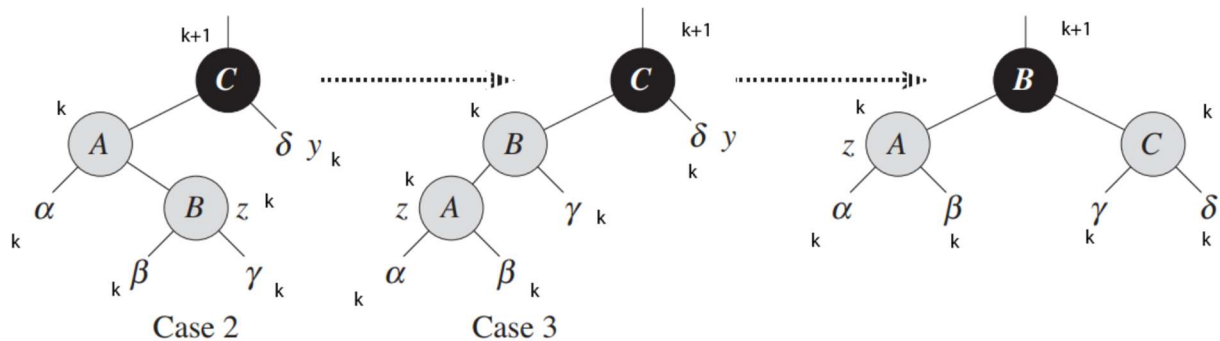 k+1 k+1 k+1
C C B
k k k k
A δ y k B δ y z A C
k k
α B z k z A γ k α β γ δ
k k k k k
k β γ k k α β k
Case 2 Case 3